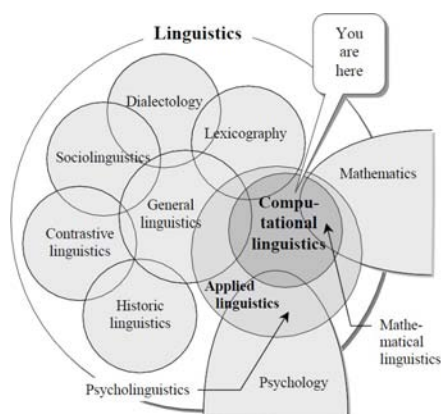 Linguistics
You
are
here
Dialectology
Lexicography
Sociolinguistics
Mathematics
General
linguistics
Compu-
tational
linguistics
Contrastive
linguistics
Applied
linguistics
Historic
linguistics
Mathe-
matical
linguistics
Psycholinguistics
Psychology